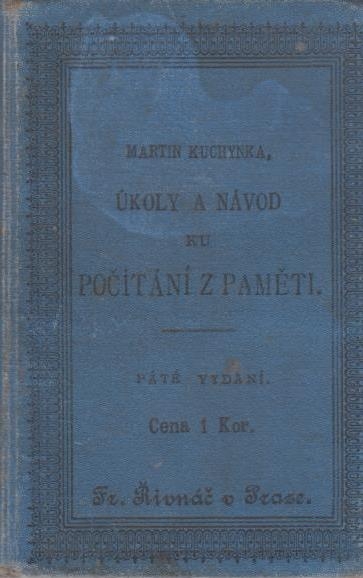 MARTIN KUCHYNKA,
ÚKOLY A NÁVOD
KU
POČÍTÁNÍ Z PAMĚTI.
PÁTÉ VYDÁNÍ.
Cena 1 Kor.
Fr. Řivnáč v Praze.